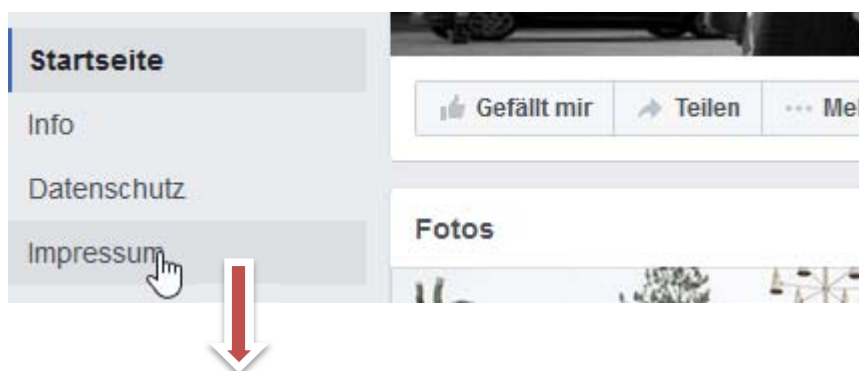 Startseite
Info
Datenschutz
Impressum
Gefällt mir
Teilen
Fotos